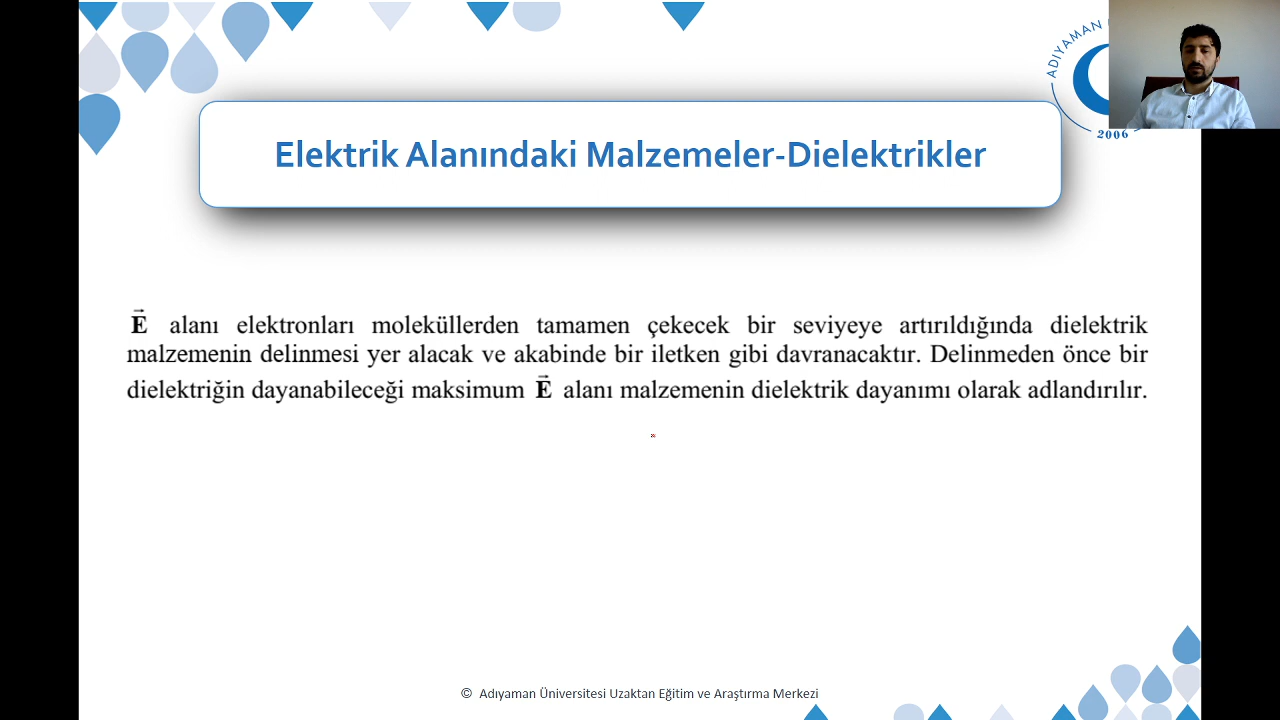 ADIYAMAN
2006
Elektrik Alanındaki Malzemeler-Dielektrikler
E⃗ alanı elektronları moleküllerden tamamen çekecek bir seviyeye artırıldığında dielektrik
malzemenin delinmesi yer alacak ve akabinde bir iletken gibi davranacaktır. Delinmeden önce bir
dielektriğin dayanabileceği maksimum E⃗ alanı malzemenin dielektrik dayanımı olarak adlandırılır.
© Adıyaman Üniversitesi Uzaktan Eğitim ve Araştırma Merkezi